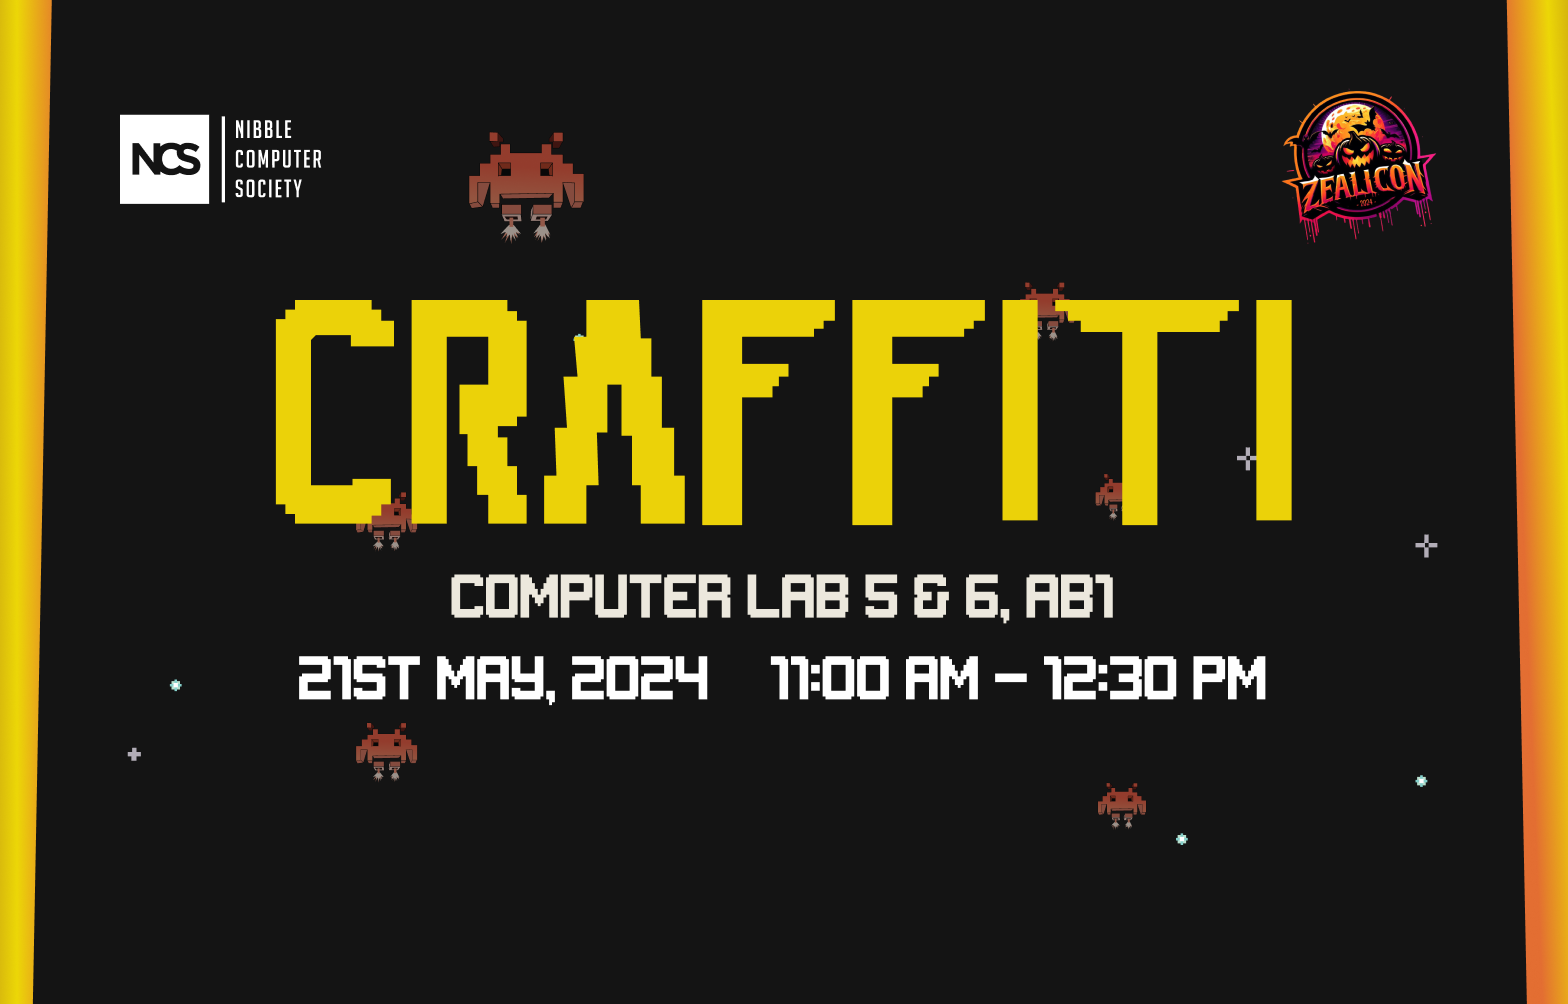 NCS
NIBBLE
COMPUTER
SOCIETY
ZEALICON
- 2024 -
CRAFFITI
COMPUTER LAB 5 & 6, AB1
21ST MAY, 2024 11:00 AM – 12:30 PM